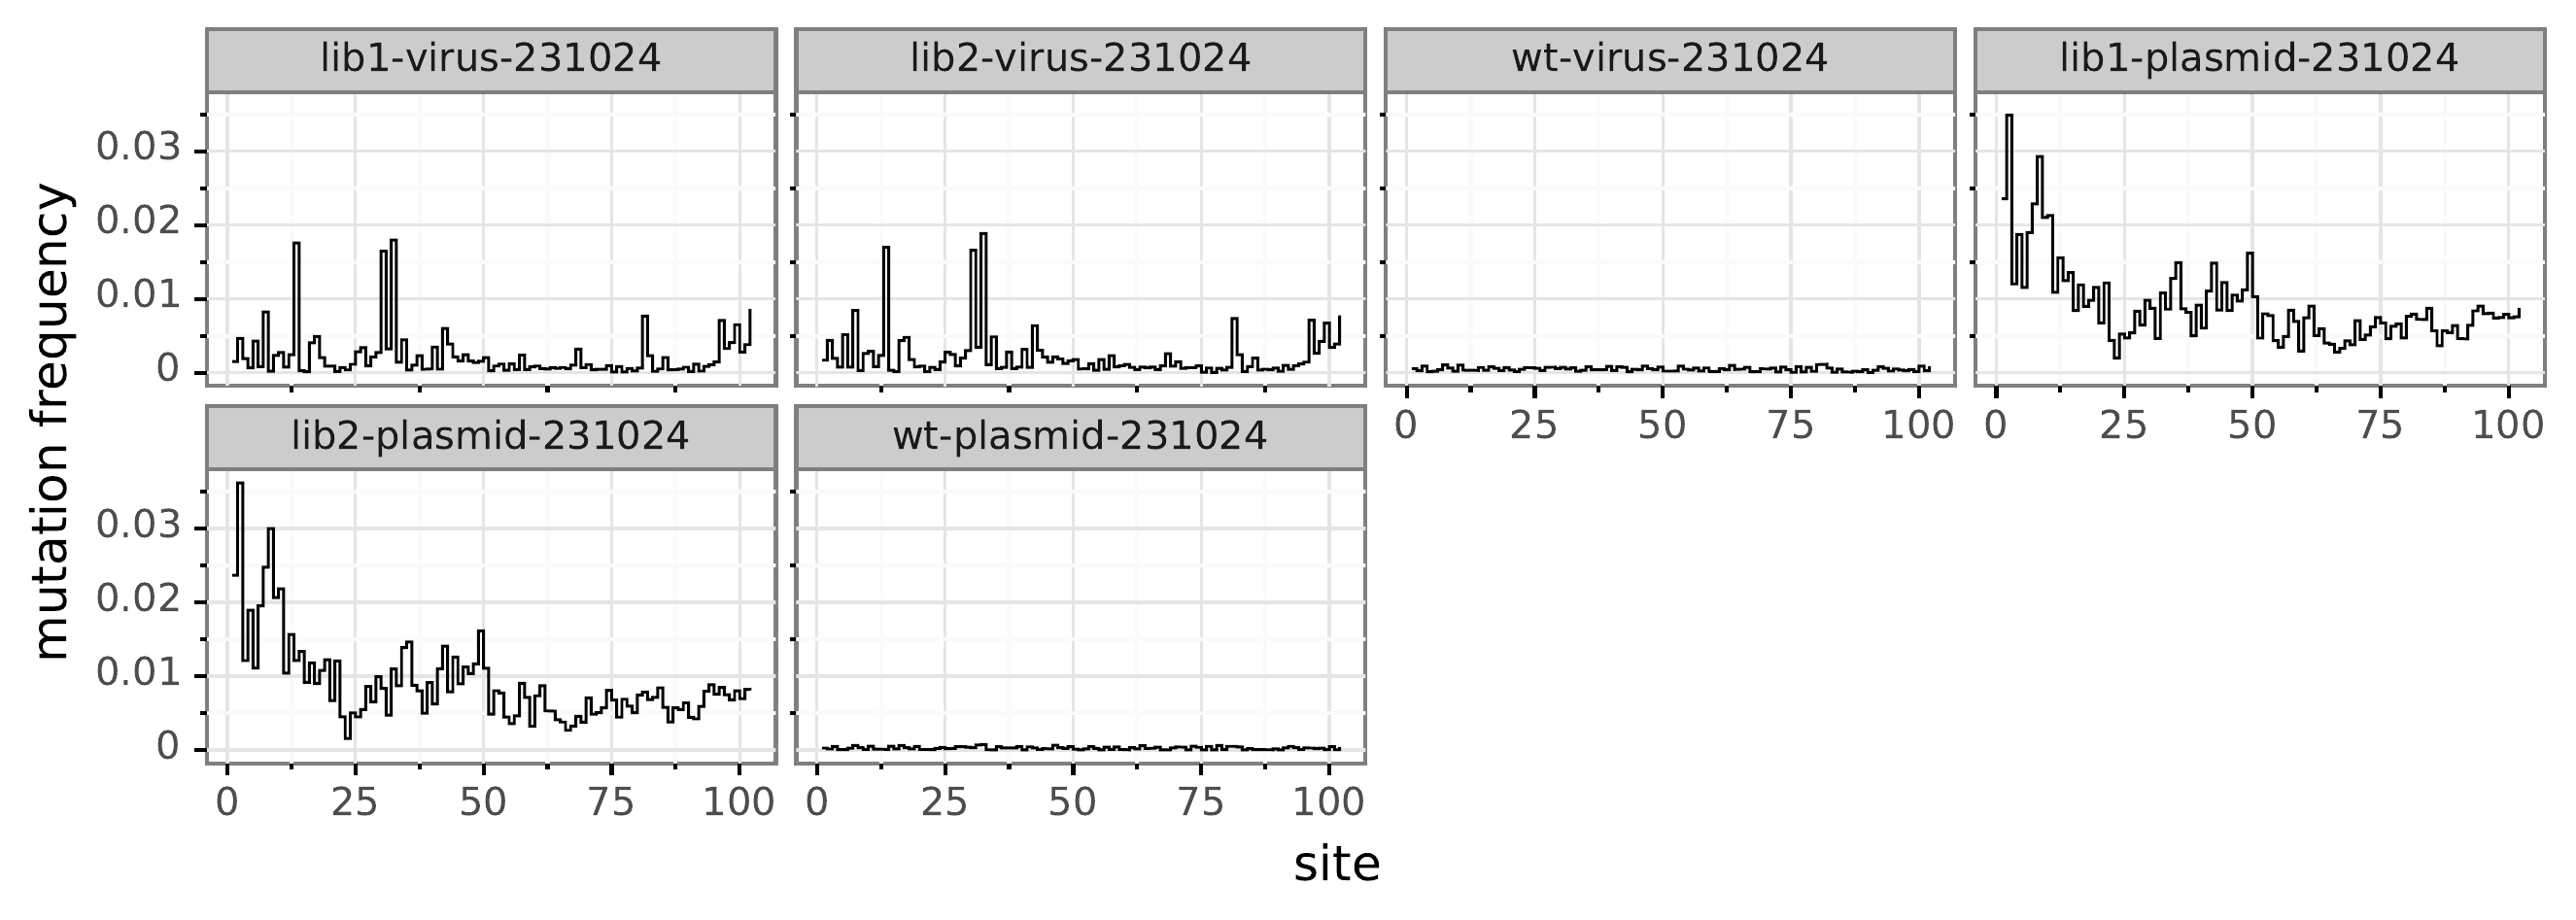 lib1-virus-231024 lib2-virus-231024 wt-virus-231024 lib1-plasmid-231024
0.03
0.02
0.01
0
0 25 50 75 100 0 25 50 75 100
lib2-plasmid-231024 wt-plasmid-231024
0.03
0.02
0.01
0
0 25 50 75 100 0 25 50 75 100
mutation frequency
site